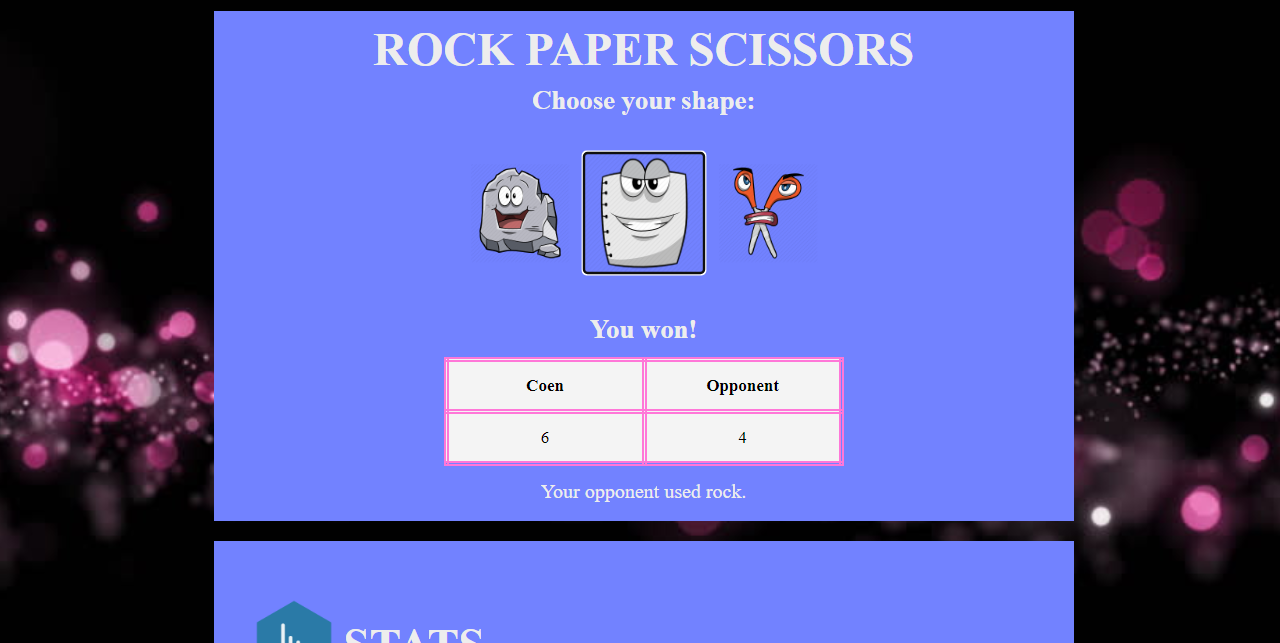 ROCK PAPER SCISSORS
Choose your shape:
You won!
Coen Opponent
6 4
Your opponent used rock.
STATS